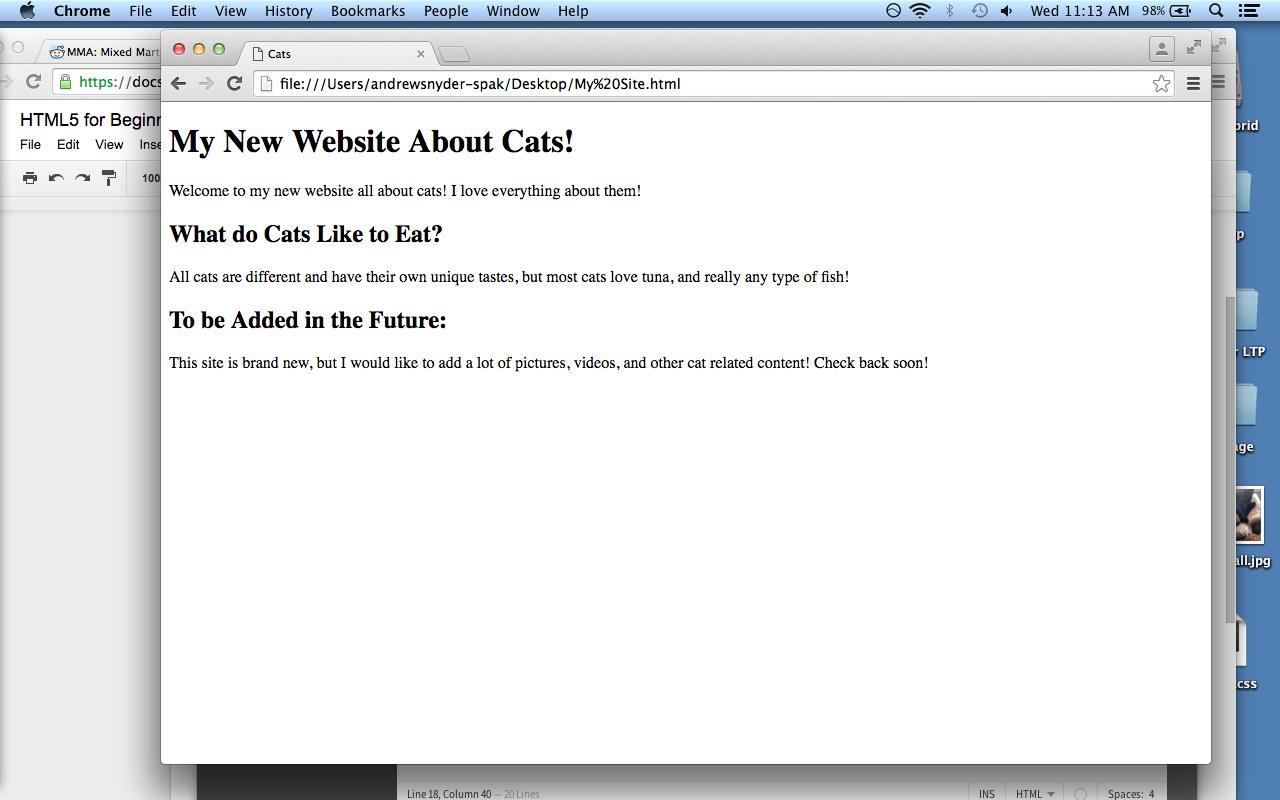 Chrome File Edit View History Bookmarks People Window Help Wed 11:13 AM 98%
MMA: Mixed Mart
Cats
https://docs
file:///Users/andrewsnyder-spak/Desktop/My%20Site.html
HTML5 for Beginn
File Edit View Inse
100
My New Website About Cats!
Welcome to my new website all about cats! I love everything about them!
What do Cats Like to Eat?
All cats are different and have their own unique tastes, but most cats love tuna, and really any type of fish!
To be Added in the Future:
This site is brand new, but I would like to add a lot of pictures, videos, and other cat related content! Check back soon!
brid
p
r LTP
age
all.jpg
.css
Line 18, Column 40 — 20 Lines INS HTML Spaces: 4